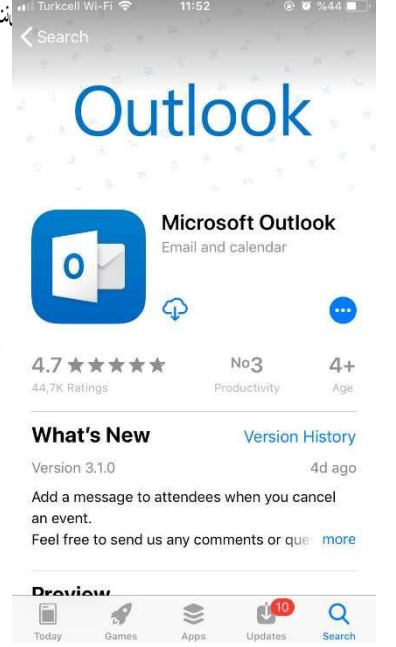 Turkcell Wi-Fi 11:52 %44
Search
Outlook
Microsoft Outlook
Email and calendar
O
4.7 No3 4+
44,7K Ratings Productivity Age
What's New Version History
Version 3.1.0 4d ago
Add a message to attendees when you cancel
an event.
Feel free to send us any comments or que more
Preview
10
Today Games Apps Updates Search